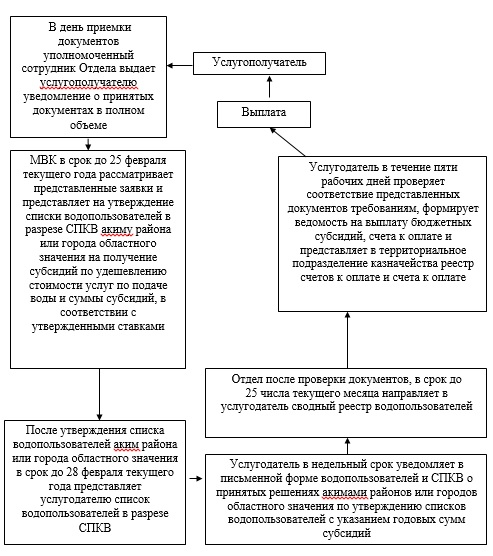 В день приемки
документов
уполномоченный
сотрудник Отдела выдает
услугополучателю
уведомление о принятых
документах в полном
объеме
Услугополучатель
Выплата
МВК в срок до 25 февраля
текущего года рассматривает
представленные заявки и
представляет на утверждение
списки водопользователей в
разрезе СПКВ акиму района
или города областного
значения на получение
субсидий по удешевлению
стоимости услуг по подаче
воды и суммы субсидий, в
соответствии с
утвержденными ставками
Услугодатель в течение пяти
рабочих дней проверяет
соответствие представленных
документов требованиям, формирует
ведомость на выплату бюджетных
субсидий, счета к оплате и
представляет в территориальное
подразделение казначейства реестр
счетов к оплате и счета к оплате
Отдел после проверки документов, в срок до
25 числа текущего месяца направляет в
услугодатель сводный реестр водопользователей
После утверждения списка
водопользователей аким района
или города областного значения
в срок до 28 февраля текущего
года представляет
услугодателю список
водопользователей в разрезе
СПКВ
Услугодатель в недельный срок уведомляет в
письменной форме водопользователей и СПКВ о
принятых решениях акимами районов или городов
областного значения по утверждению списков
водопользователей с указанием годовых сумм
субсидий